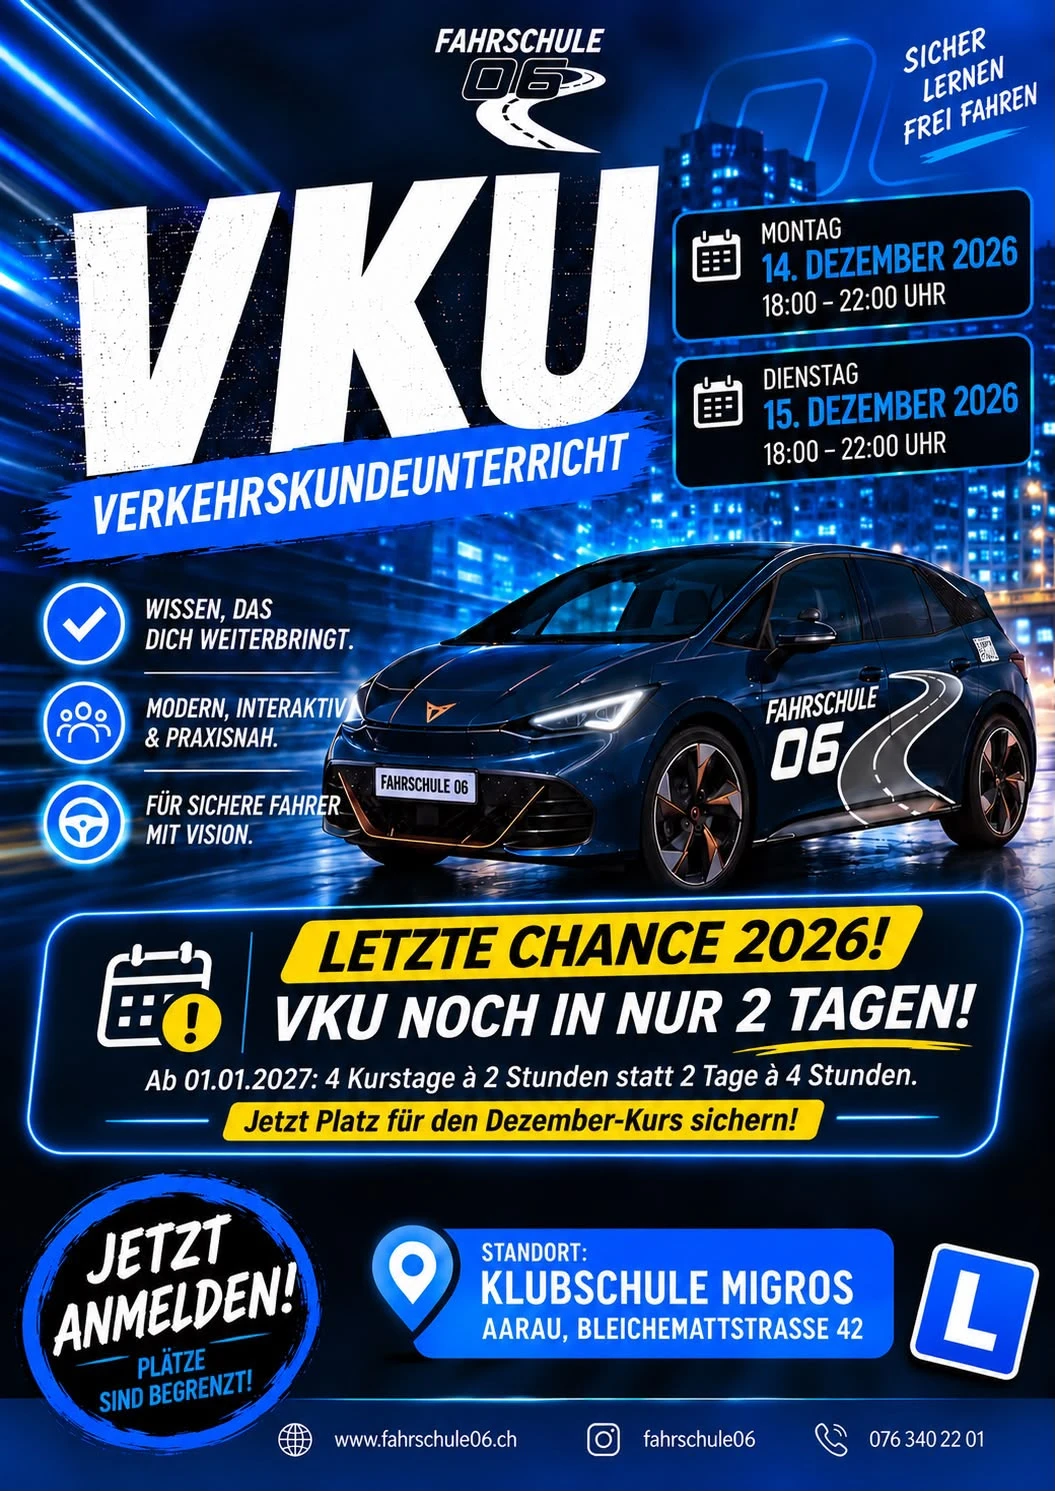 FAHRSCHULE
06
SICHER
LERNEN
FREI FAHREN
VKU
VERKEHRSKUNDEUNTERRICHT
MONTAG
14. DEZEMBER 2026
18:00 – 22:00 UHR
DIENSTAG
15. DEZEMBER 2026
18:00 – 22:00 UHR
WISSEN, DAS
DICH WEITERBRINGT.
MODERN, INTERAKTIV
& PRAXISNAH.
FÜR SICHERE FAHRER
MIT VISION.
FAHRSCHULE
06
FAHRSCHULE 06
LETZTE CHANCE 2026!
VKU NOCH IN NUR 2 TAGEN!
Ab 01.01.2027: 4 Kurstage à 2 Stunden statt 2 Tage à 4 Stunden.
Jetzt Platz für den Dezember-Kurs sichern!
JETZT
ANMELDEN!
PLÄTZE
SIND BEGRENZT!
STANDORT:
KLUBSCHULE MIGROS
AARAU, BLEICHEMATTSTRASSE 42
L
www.fahrschule06.ch
fahrschule06
076 340 22 01